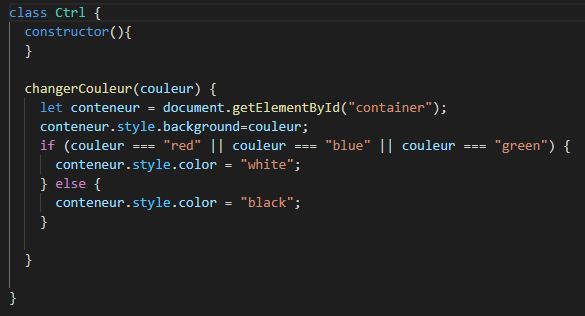 class Ctrl {
  constructor(){
  }
  changerCouleur(couleur) {
    let conteneur = document.getElementById("container");
    conteneur.style.background=couleur;
    if (couleur === "red" || couleur === "blue" || couleur === "green") {
      conteneur.style.color = "white";
    } else {
      conteneur.style.color = "black";
    }
  }
}